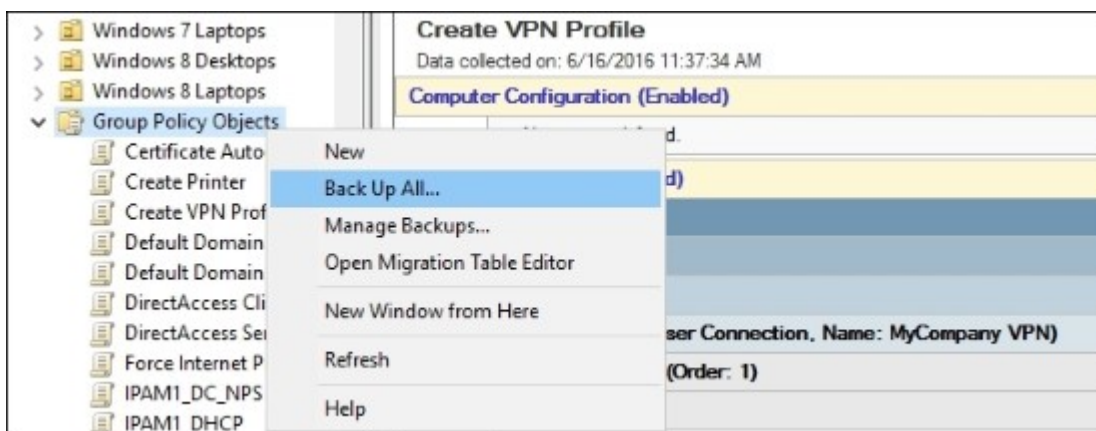 Windows 7 Laptops
Windows 8 Desktops
Windows 8 Laptops
Group Policy Objects
Certificate Auto
Create Printer
Create VPN Prof
Default Domain
Default Domain
DirectAccess Cli
DirectAccess Ser
Force Internet P
IPAM1_DC_NPS
IPAM1_DHCP
New
Back Up All...
Manage Backups...
Open Migration Table Editor
New Window from Here
Refresh
Help
Create VPN Profile
Data collected on: 6/16/2016 11:37:34 AM
Computer Configuration (Enabled)
d.
d)
ser Connection, Name: MyCompany VPN)
(Order: 1)